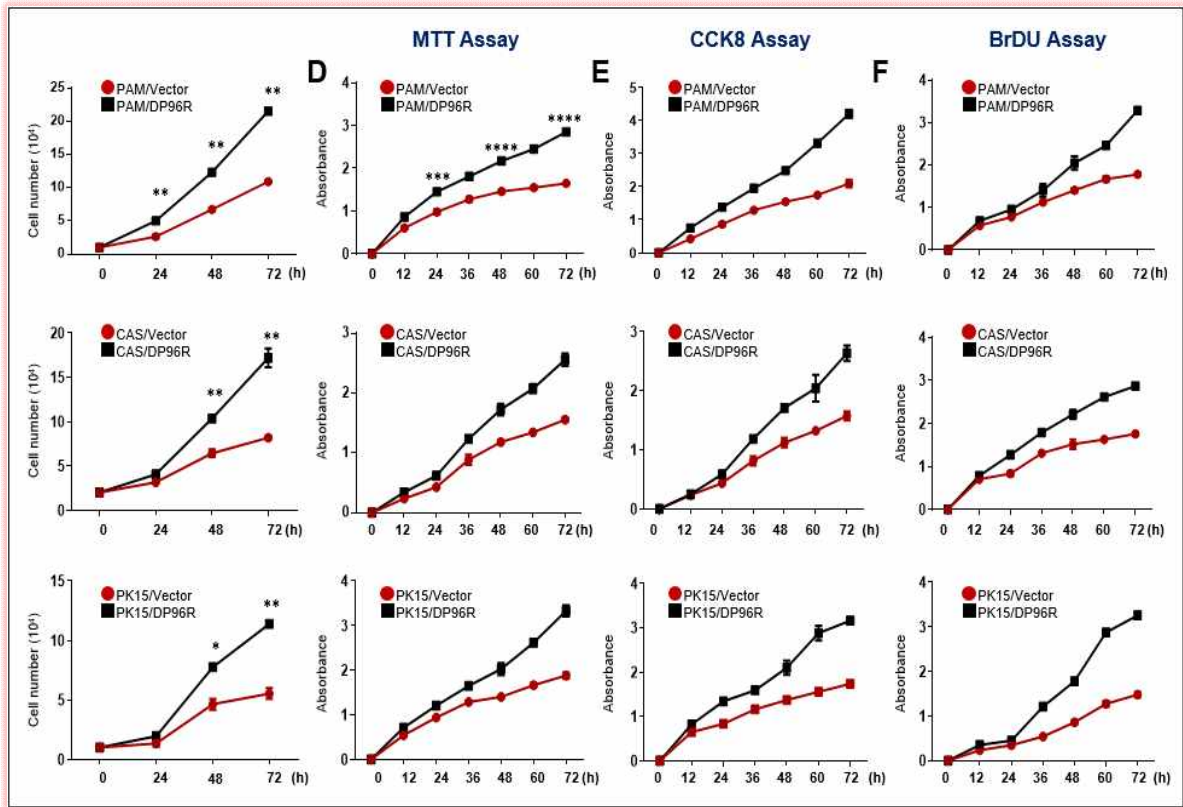 MTT Assay
CCK8 Assay
BrDU Assay
D
E
F
PAM/Vector
PAM/DP96R
Cell number (10⁴)
25
20
15
10
5
0
**
**
**
0 24 48 72 (h)
PAM/Vector
PAM/DP96R
Absorbance
4
3
2
1
0
***
****
****
0 12 24 36 48 60 72 (h)
PAM/Vector
PAM/DP96R
Absorbance
5
4
3
2
1
0
0 12 24 36 48 60 72 (h)
PAM/Vector
PAM/DP96R
Absorbance
4
3
2
1
0
0 12 24 36 48 60 72 (h)
CAS/Vector
CAS/DP96R
Cell number (10⁴)
20
15
10
5
0
**
**
0 24 48 72 (h)
CAS/Vector
CAS/DP96R
Absorbance
3
2
1
0
0 12 24 36 48 60 72 (h)
CAS/Vector
CAS/DP96R
Absorbance
3
2
1
0
0 12 24 36 48 60 72 (h)
CAS/Vector
CAS/DP96R
Absorbance
4
3
2
1
0
0 12 24 36 48 60 72 (h)
PK15/Vector
PK15/DP96R
Cell number (10⁴)
15
10
5
0
*
**
0 24 48 72 (h)
PK15/Vector
PK15/DP96R
Absorbance
4
3
2
1
0
0 12 24 36 48 60 72 (h)
PK15/Vector
PK15/DP96R
Absorbance
4
3
2
1
0
0 12 24 36 48 60 72 (h)
PK15/Vector
PK15/DP96R
Absorbance
4
3
2
1
0
0 12 24 36 48 60 72 (h)